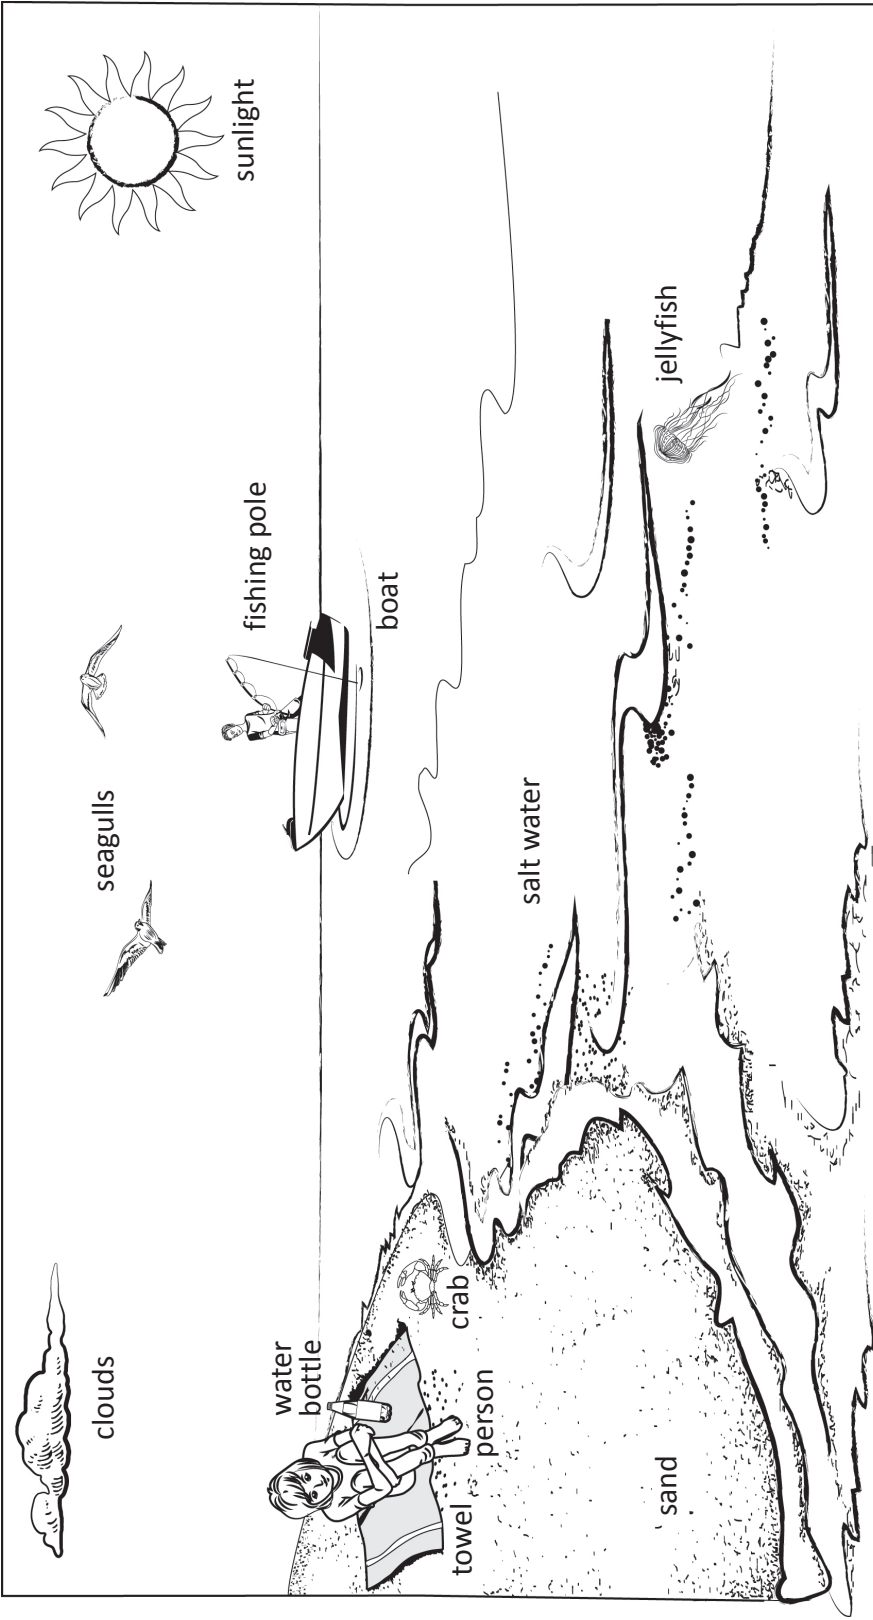 clouds
seagulls
sunlight
water
bottle
fishing pole
boat
crab
person
towel
salt water
jellyfish
sand